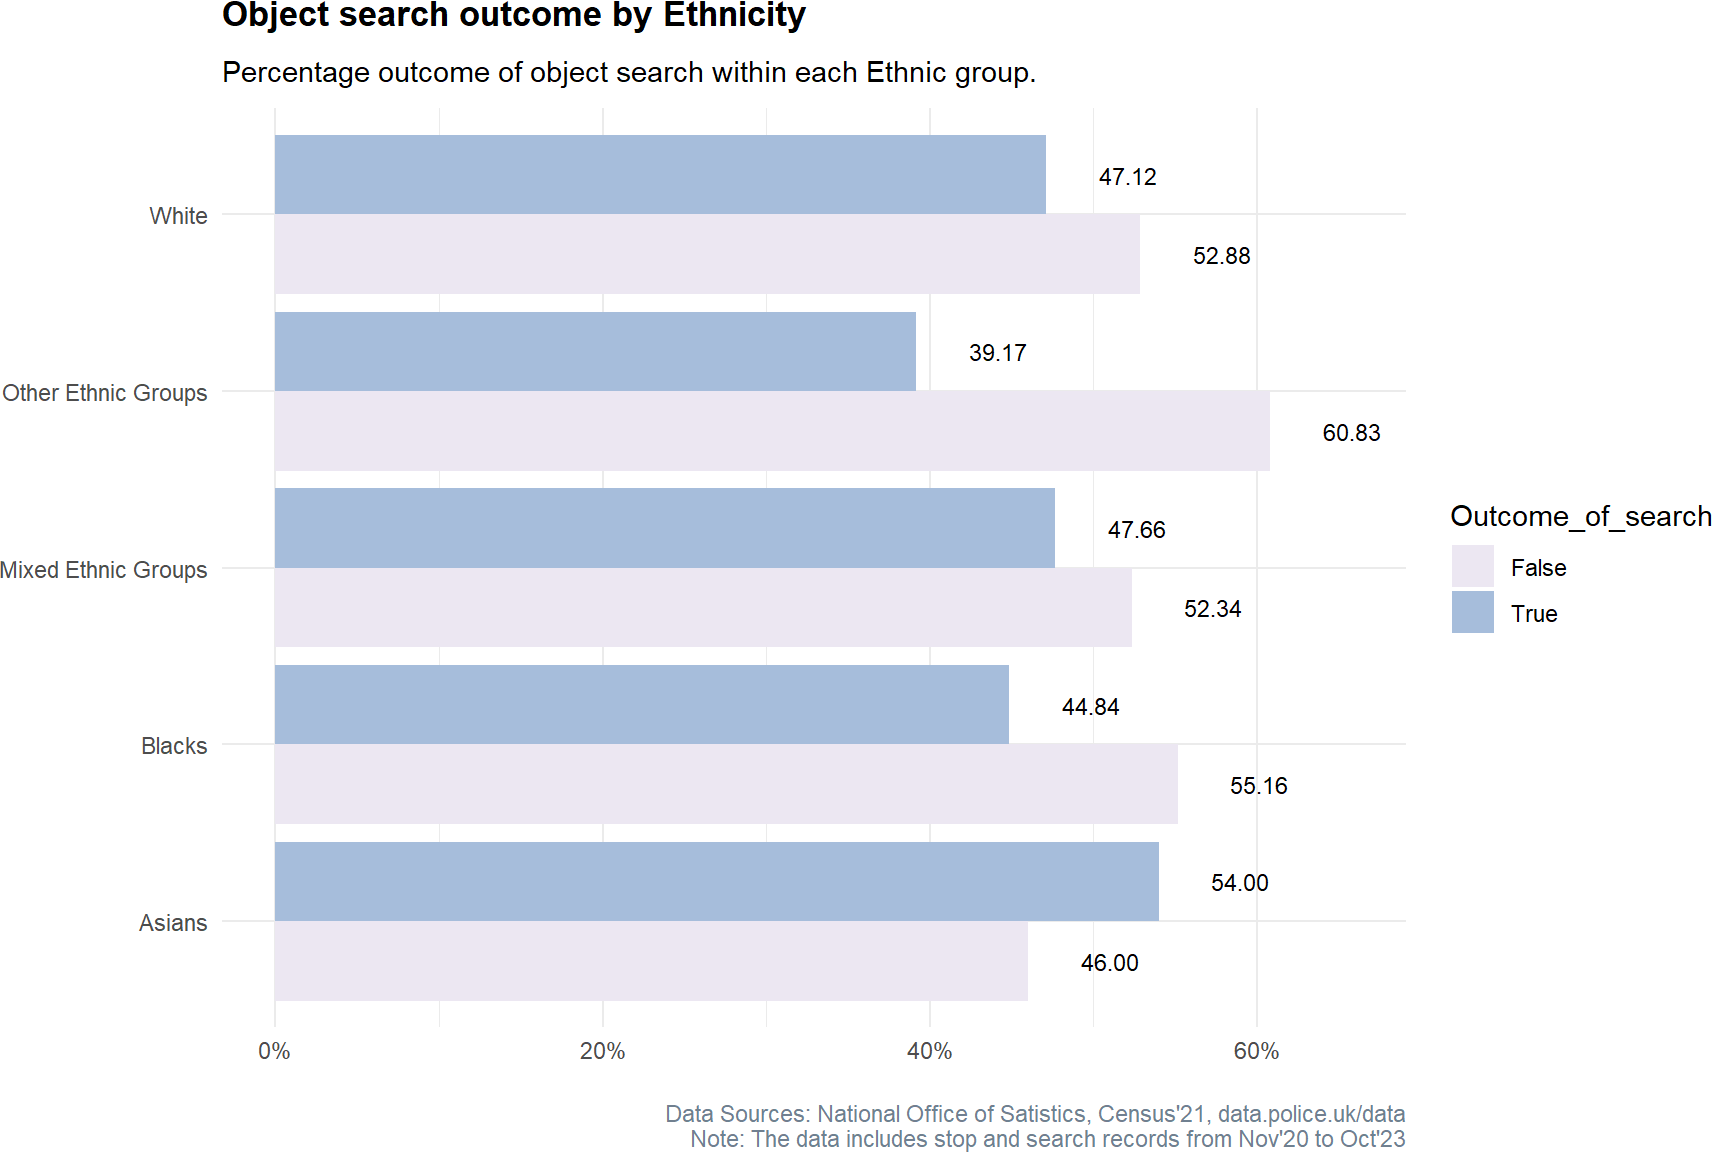 Object search outcome by Ethnicity
Percentage outcome of object search within each Ethnic group.
White
47.12
52.88
Other Ethnic Groups
39.17
60.83
Mixed Ethnic Groups
47.66
52.34
Blacks
44.84
55.16
Asians
54.00
46.00
0% 20% 40% 60%
Outcome_of_search
False
True
Data Sources: National Office of Satistics, Census'21, data.police.uk/data
Note: The data includes stop and search records from Nov'20 to Oct'23